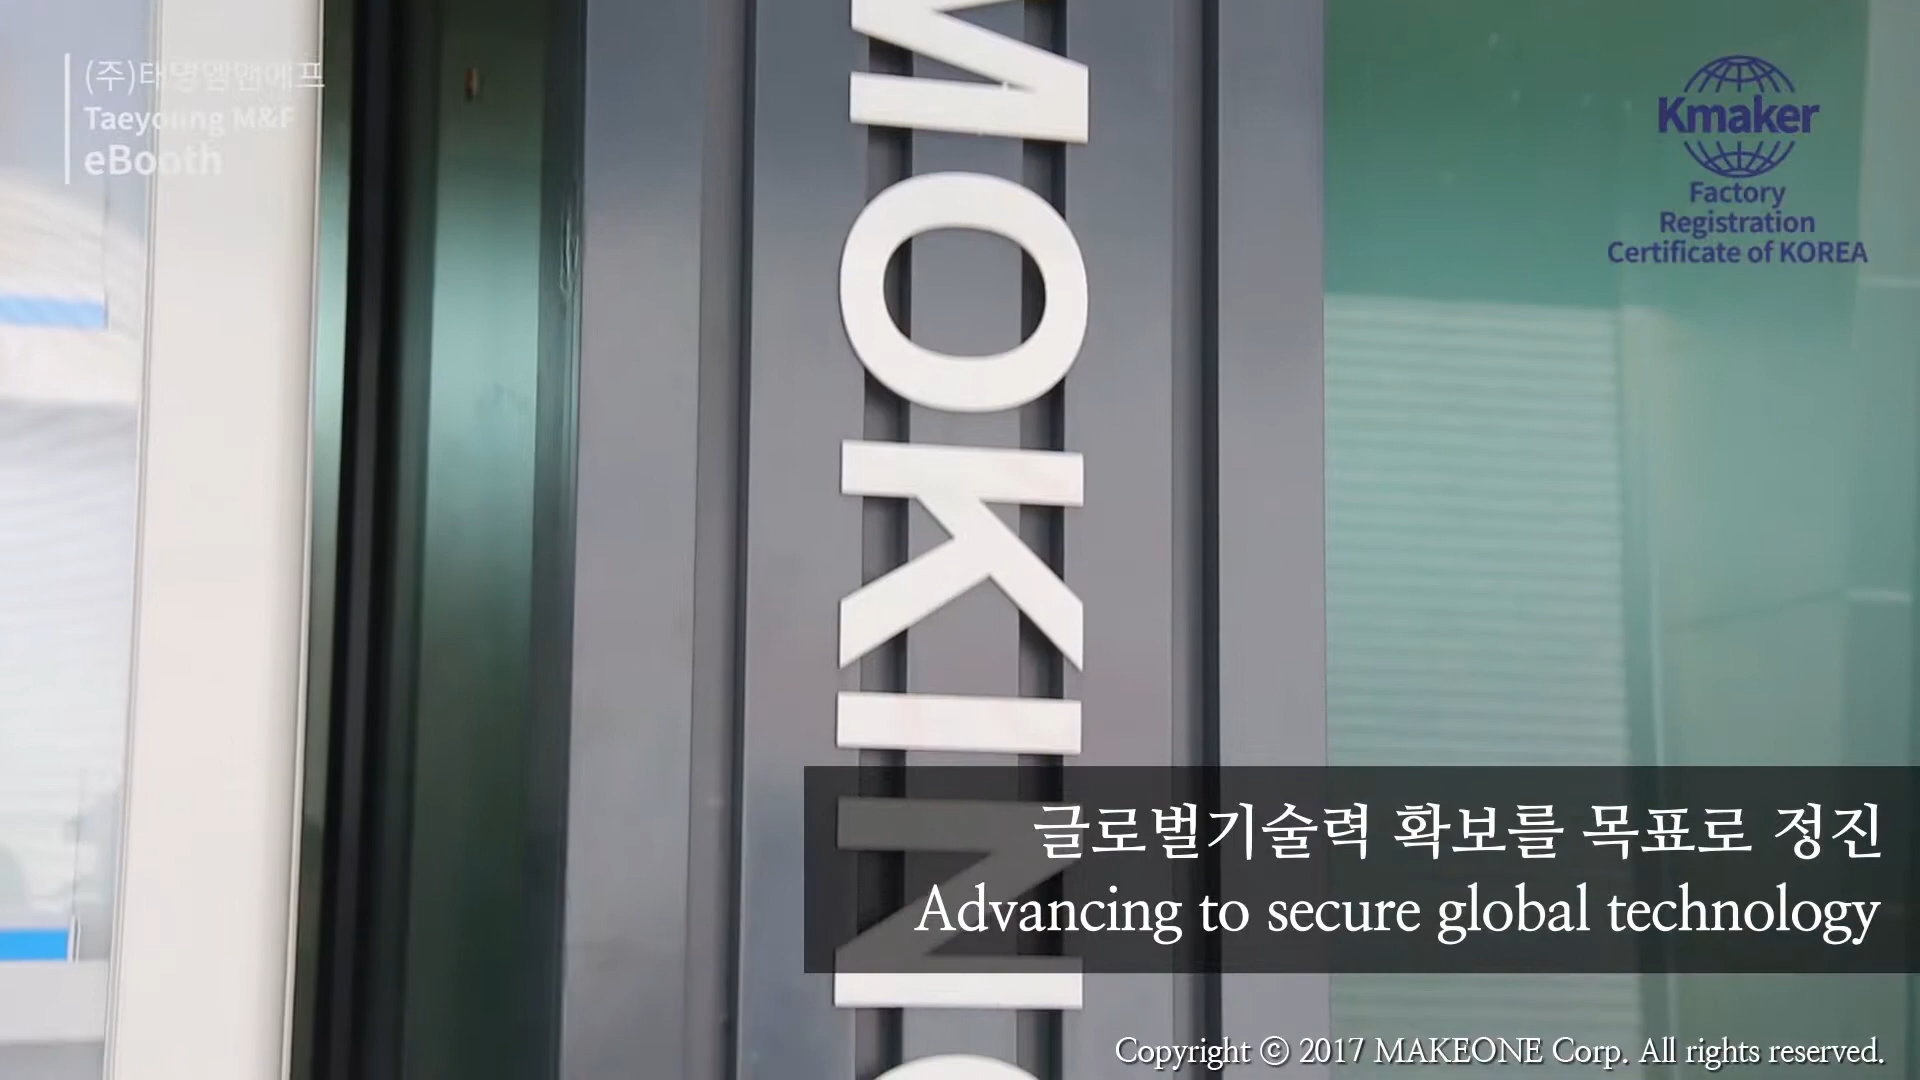 (주)태영엠앤에프
Taeyoung M&F
eBooth
Kmaker
Factory
Registration
Certificate of KOREA
MOKIN
글로벌기술력 확보를 목표로 정진
Advancing to secure global technology
Copyright ⓒ 2017 MAKEONE Corp. All rights reserved.